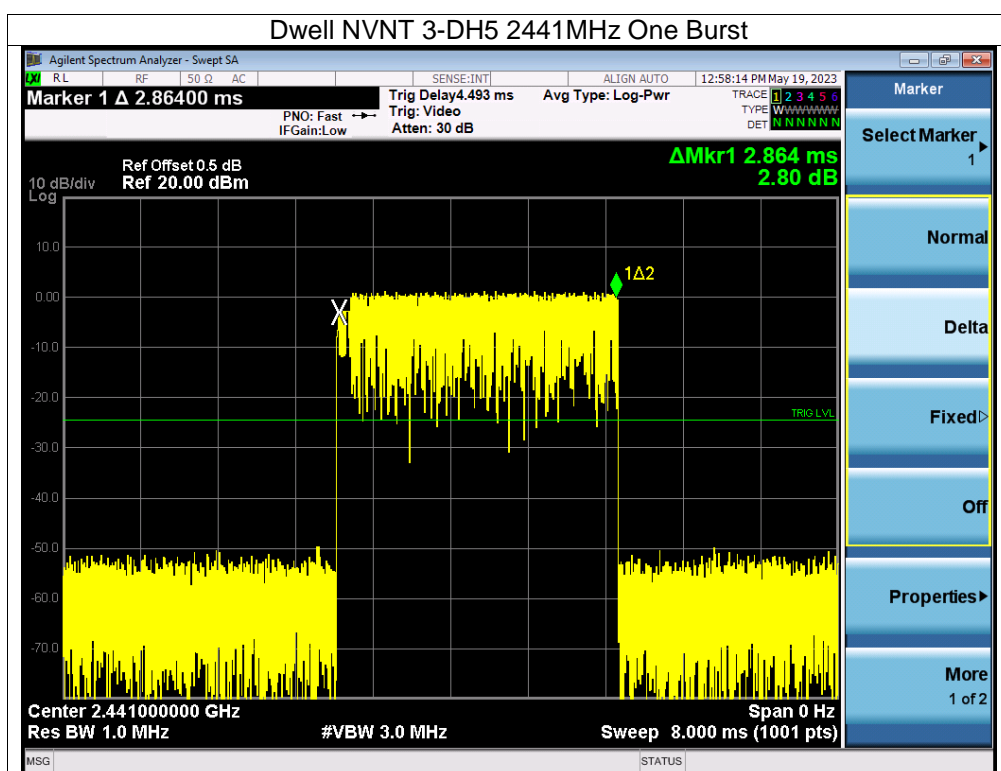 Dwell NVNT 3-DH5 2441MHz One Burst
Agilent Spectrum Analyzer - Swept SA
LXI RL RF 50 Ω AC SENSE:INT ALIGN AUTO 12:58:14 PM May 19, 2023
Marker 1 Δ 2.86400 ms
PNO: Fast
IFGain:Low
Trig Delay4.493 ms
Trig: Video
Atten: 30 dB
Avg Type: Log-Pwr
TRACE 1 2 3 4 5 6
TYPE WWWWWW
DET N N N N N N
ΔMkr1 2.864 ms
2.80 dB
Ref Offset 0.5 dB
10 dB/div Ref 20.00 dBm
Log
10.0
0.00
-10.0
-20.0
-30.0
-40.0
-50.0
-60.0
-70.0
X
1Δ2
TRIG LVL
Center 2.441000000 GHz Span 0 Hz
Res BW 1.0 MHz #VBW 3.0 MHz Sweep 8.000 ms (1001 pts)
MSG STATUS
Marker
Select Marker
1
Normal
Delta
Fixed
Off
Properties
More
1 of 2